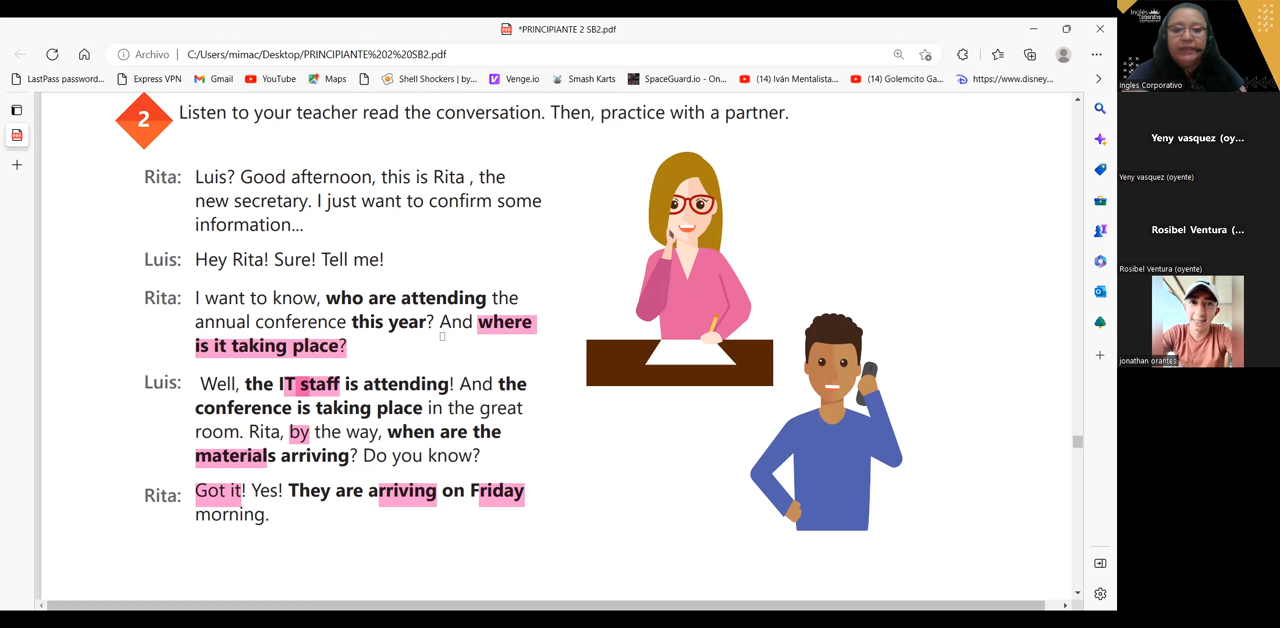 *PRINCIPIANTE 2 SB2.pdf
Archivo
C:/Users/mimac/Desktop/PRINCIPIANTE%202%20SB2.pdf
LastPass password...
Express VPN
Gmail
YouTube
Maps
Shell Shockers | by...
Venge.io
Smash Karts
SpaceGuard.io - On...
(14) Iván Mentalista...
(14) Golemcito Ga...
https://www.disney...
2
Listen to your teacher read the conversation. Then, practice with a partner.
Rita: Luis? Good afternoon, this is Rita , the
new secretary. I just want to confirm some
information...
Luis: Hey Rita! Sure! Tell me!
Rita: I want to know, who are attending the
annual conference this year? And where
is it taking place?
Luis: Well, the IT staff is attending! And the
conference is taking place in the great
room. Rita, by the way, when are the
materials arriving? Do you know?
Rita: Got it! Yes! They are arriving on Friday
morning.
Inglés
Corporativo
Ingles Corporativo
Yeny vasquez (oy...
Yeny vasquez (oyente)
Rosibel Ventura (...
Rosibel Ventura (oyente)
jonathan orantes